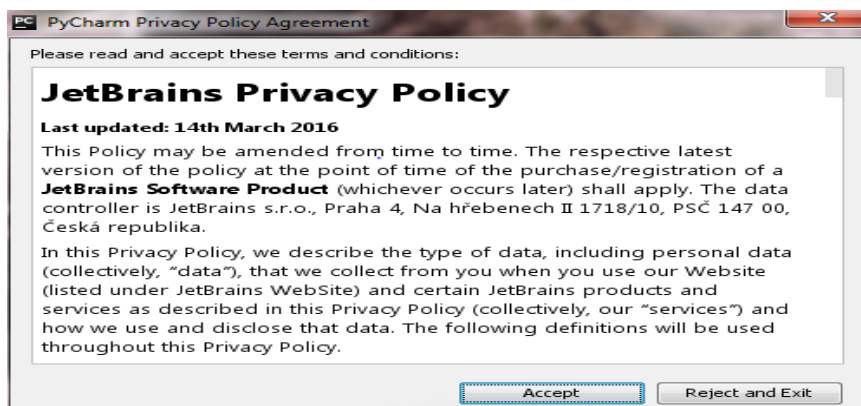 PC PyCharm Privacy Policy Agreement
Please read and accept these terms and conditions:
JetBrains Privacy Policy
Last updated: 14th March 2016
This Policy may be amended from time to time. The respective latest
version of the policy at the point of time of the purchase/registration of a
JetBrains Software Product (whichever occurs later) shall apply. The data
controller is JetBrains s.r.o., Praha 4, Na hřebenech II 1718/10, PSČ 147 00,
Česká republika.
In this Privacy Policy, we describe the type of data, including personal data
(collectively, “data”), that we collect from you when you use our Website
(listed under JetBrains WebSite) and certain JetBrains products and
services as described in this Privacy Policy (collectively, our “services”) and
how we use and disclose that data. The following definitions will be used
throughout this Privacy Policy.
Accept Reject and Exit